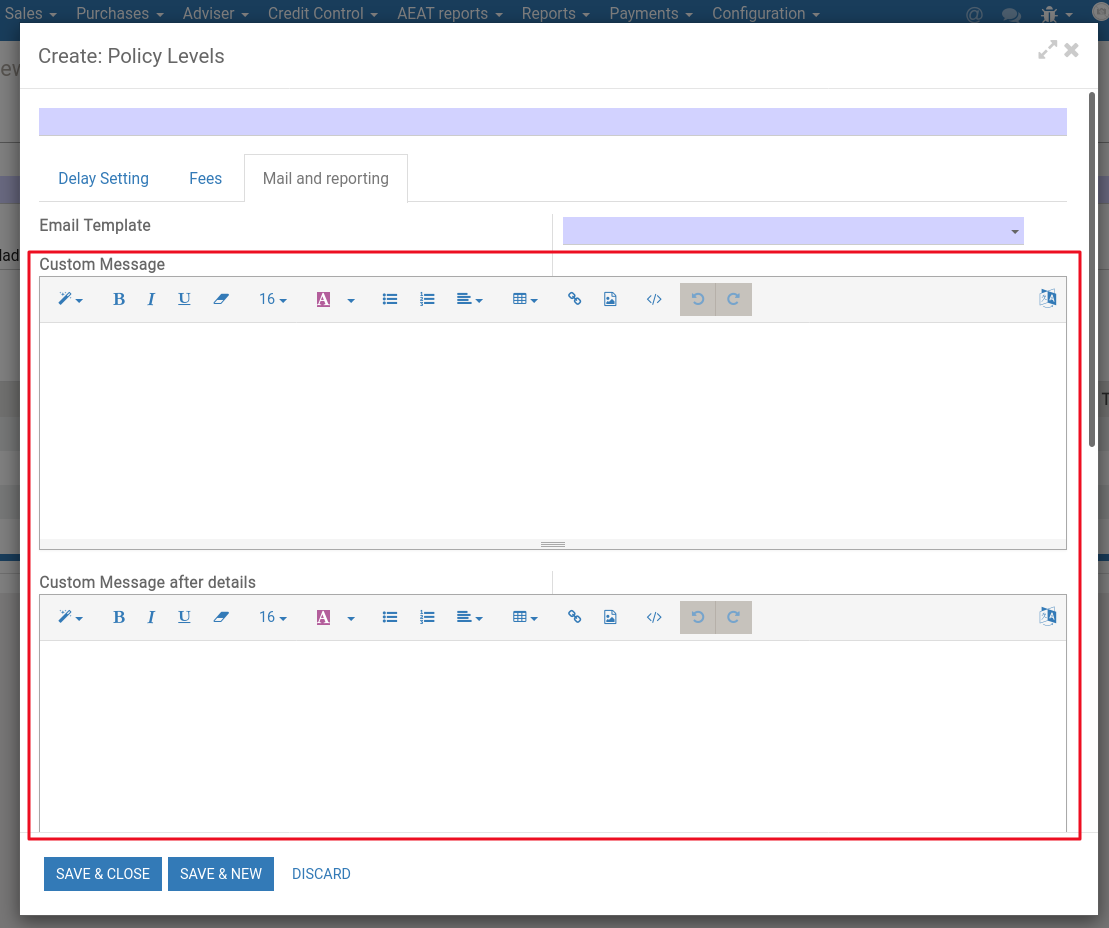 Sales Purchases Adviser Credit Control AEAT reports Reports Payments Configuration @
Create: Policy Levels
Delay Setting Fees Mail and reporting
Email Template
Custom Message
B I U 16 A </>
Custom Message after details
B I U 16 A </>
SAVE & CLOSE SAVE & NEW DISCARD